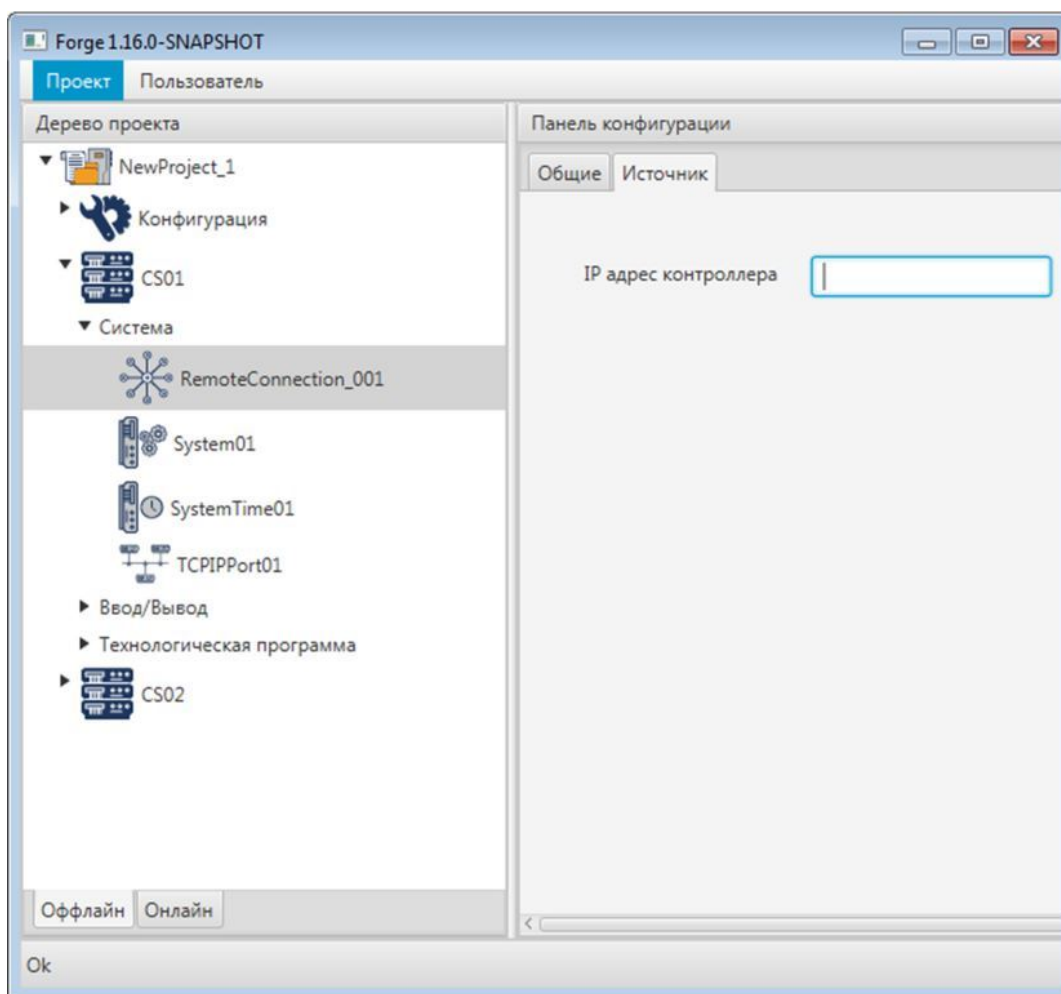 Forge 1.16.0-SNAPSHOT
Проект Пользователь
Дерево проекта
NewProject_1
Конфигурация
CS01
Система
RemoteConnection_001
System01
SystemTime01
TCPIPPort01
Ввод/Вывод
Технологическая программа
CS02
Оффлайн Онлайн
Панель конфигурации
Общие Источник
IP адрес контроллера
Ok